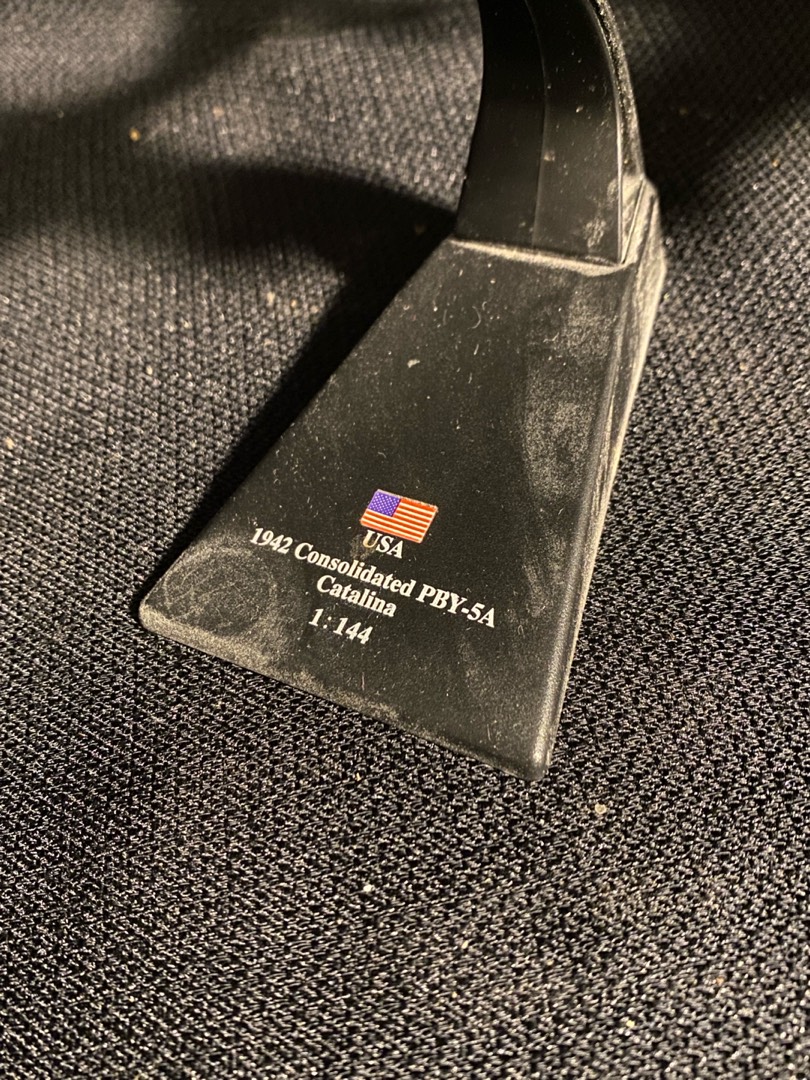 USA
1942 Consolidated PBY-5A
Catalina
1:144